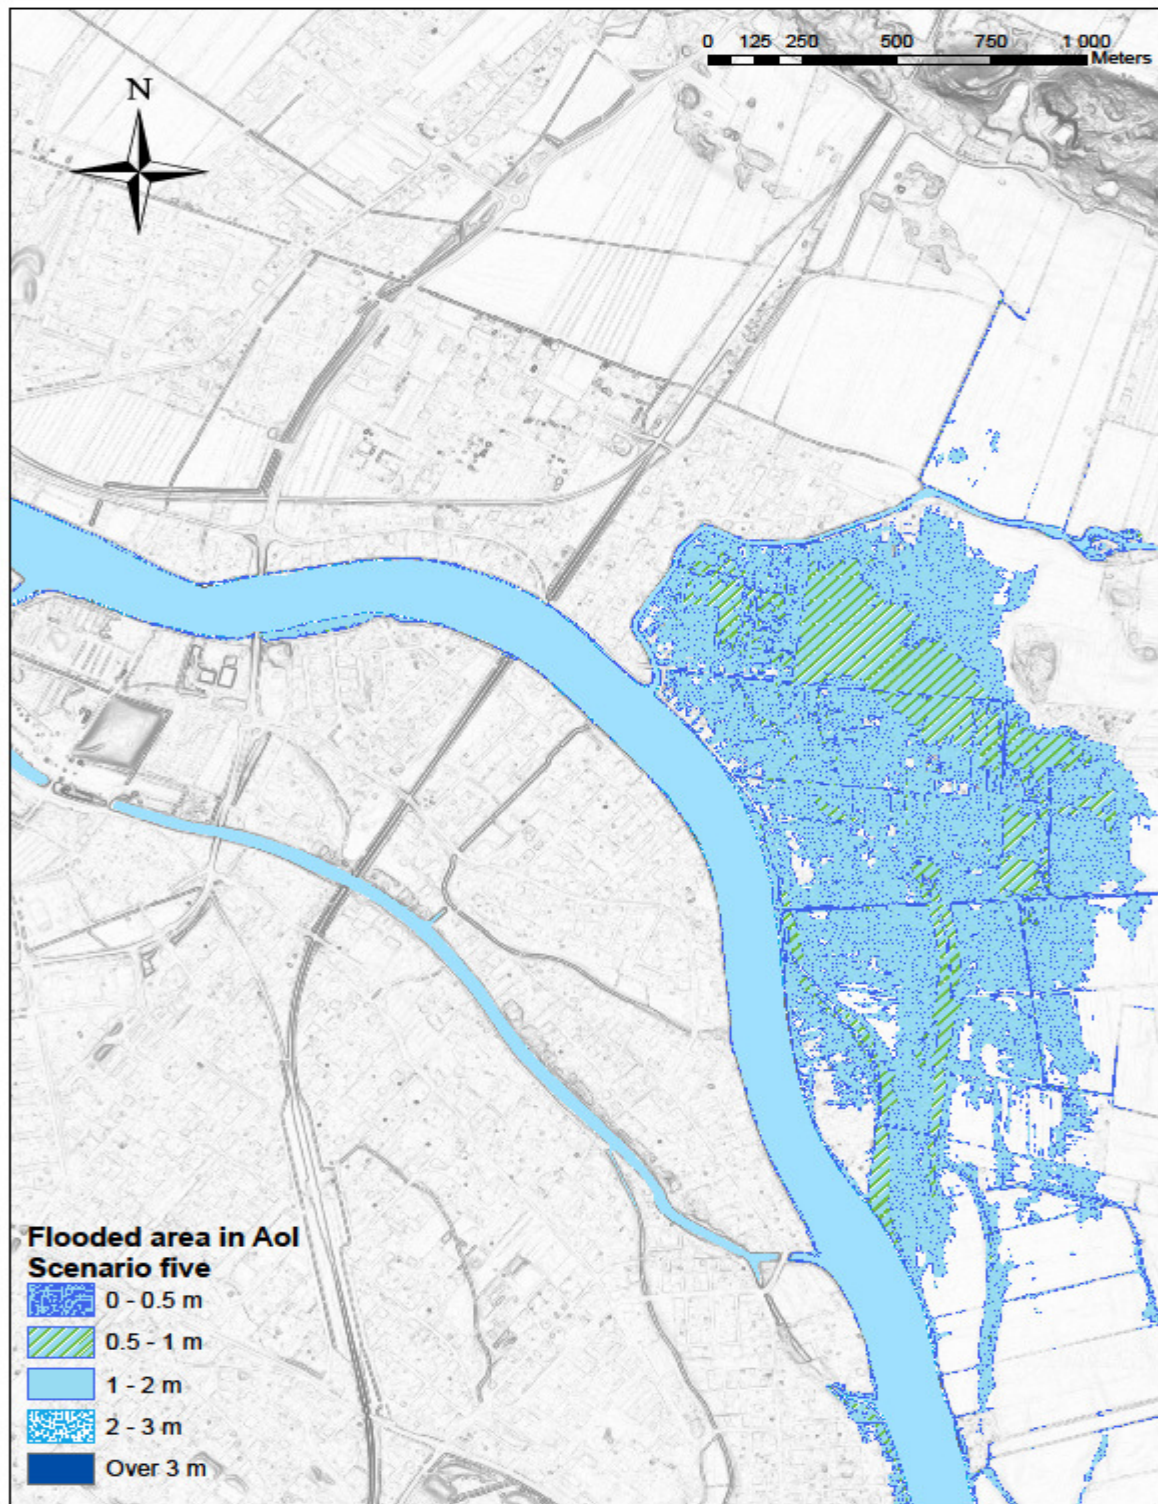 0 125 250 500 750 1 000
Meters
N
Flooded area in AoI
Scenario five
0 - 0.5 m
0.5 - 1 m
1 - 2 m
2 - 3 m
Over 3 m